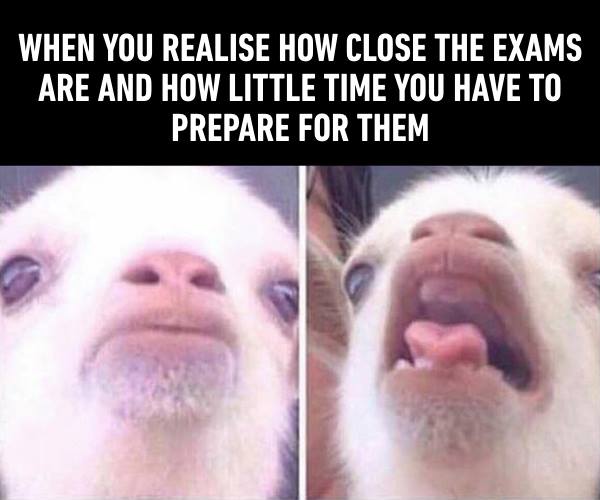 WHEN YOU REALISE HOW CLOSE THE EXAMS
ARE AND HOW LITTLE TIME YOU HAVE TO
PREPARE FOR THEM